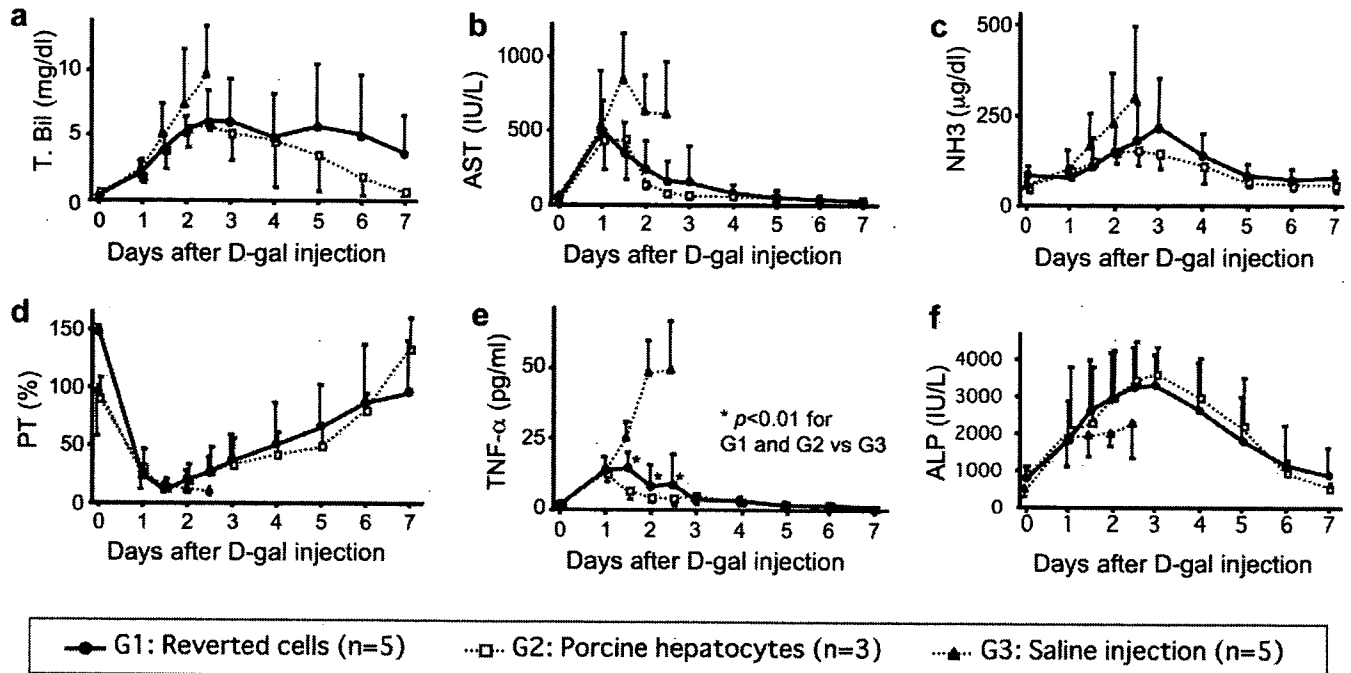 a
T. Bil (mg/dl)
10
5
0
0 1 2 3 4 5 6 7
Days after D-gal injection
b
AST (IU/L)
1000
500
0
0 1 2 3 4 5 6 7
Days after D-gal injection
c
NH3 (μg/dl)
500
250
0
0 1 2 3 4 5 6 7
Days after D-gal injection
d
PT (%)
150
100
50
0
0 1 2 3 4 5 6 7
Days after D-gal injection
e
TNF-α (pg/ml)
50
25
0
* p<0.01 for
G1 and G2 vs G3
* * *
0 1 2 3 4 5 6 7
Days after D-gal injection
f
ALP (IU/L)
4000
3000
2000
1000
0
0 1 2 3 4 5 6 7
Days after D-gal injection
G1: Reverted cells (n=5) G2: Porcine hepatocytes (n=3) G3: Saline injection (n=5)